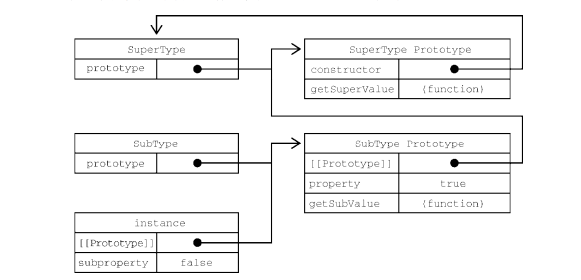 SuperType
prototype
SuperType Prototype
constructor
getSuperValue (function)
SubType
prototype
SubType Prototype
[[Prototype]]
property true
getSubValue (function)
instance
[[Prototype]]
subproperty false